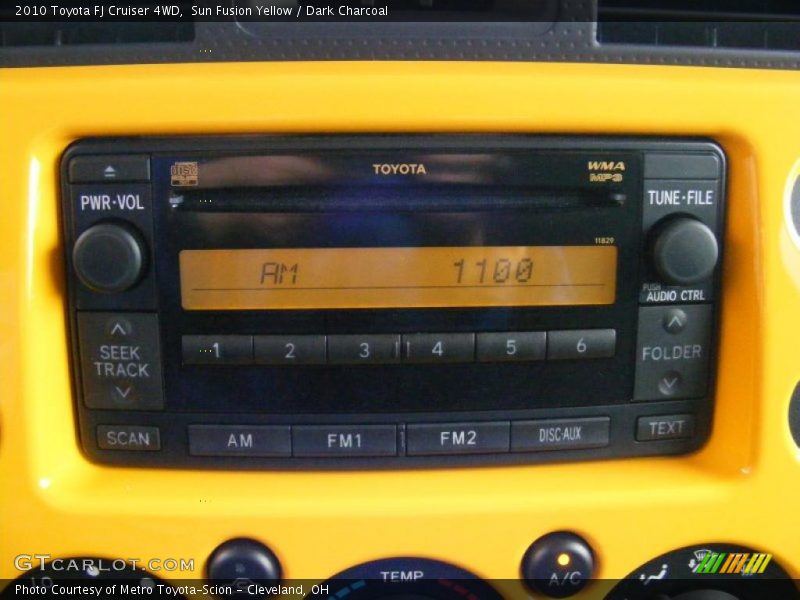 2010 Toyota FJ Cruiser 4WD, Sun Fusion Yellow / Dark Charcoal
TOYOTA
WMA
MP3
PWR·VOL
TUNE·FILE
11829
AM 1100
PUSH
AUDIO CTRL
SEEK
TRACK
1 2 3 4 5 6
FOLDER
SCAN
AM FM1 FM2 DISC·AUX
TEXT
GTCARLOT.COM
TEMP
A/C
Photo Courtesy of Metro Toyota-Scion - Cleveland, OH